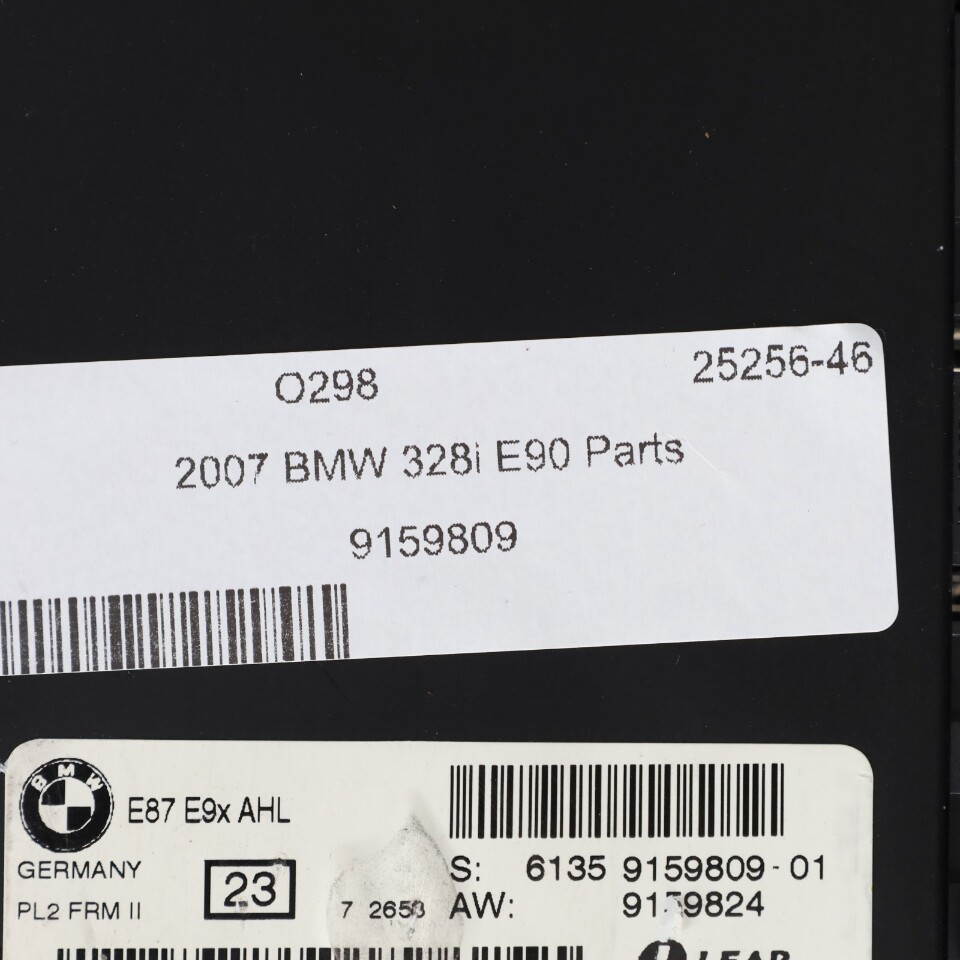 O298 25256-46
2007 BMW 328i E90 Parts
9159809
BMW
E87 E9x AHL
GERMANY
PL2 FRM II
23
7 2653
S: 6135 9159809-01
AW: 9159824
LEAR